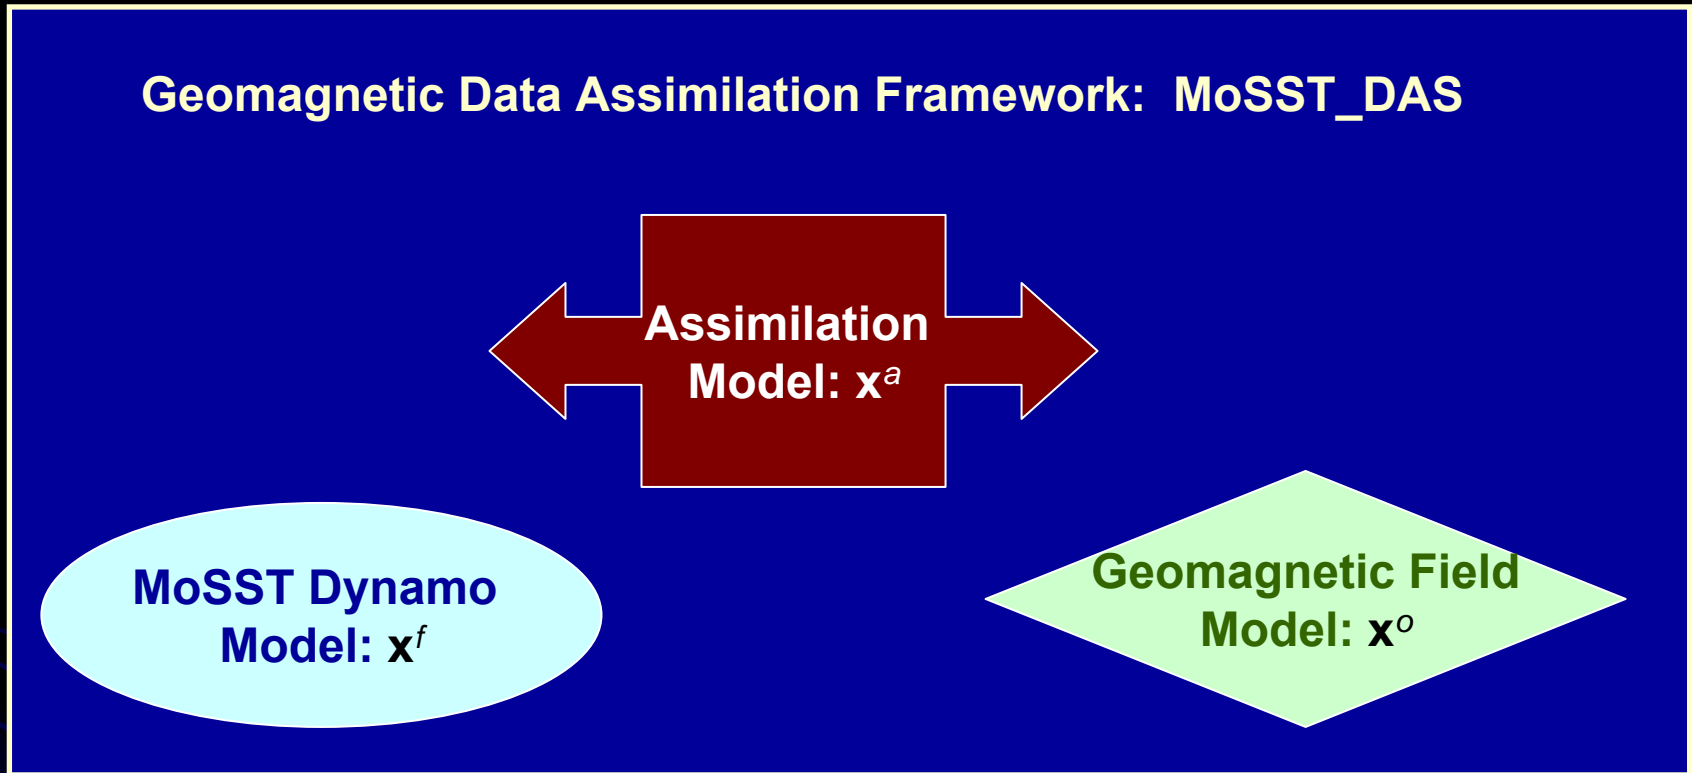 Geomagnetic Data Assimilation Framework: MoSST_DAS
Assimilation
Model: xᵃ
MoSST Dynamo
Model: xᶠ
Geomagnetic Field
Model: xᵒ